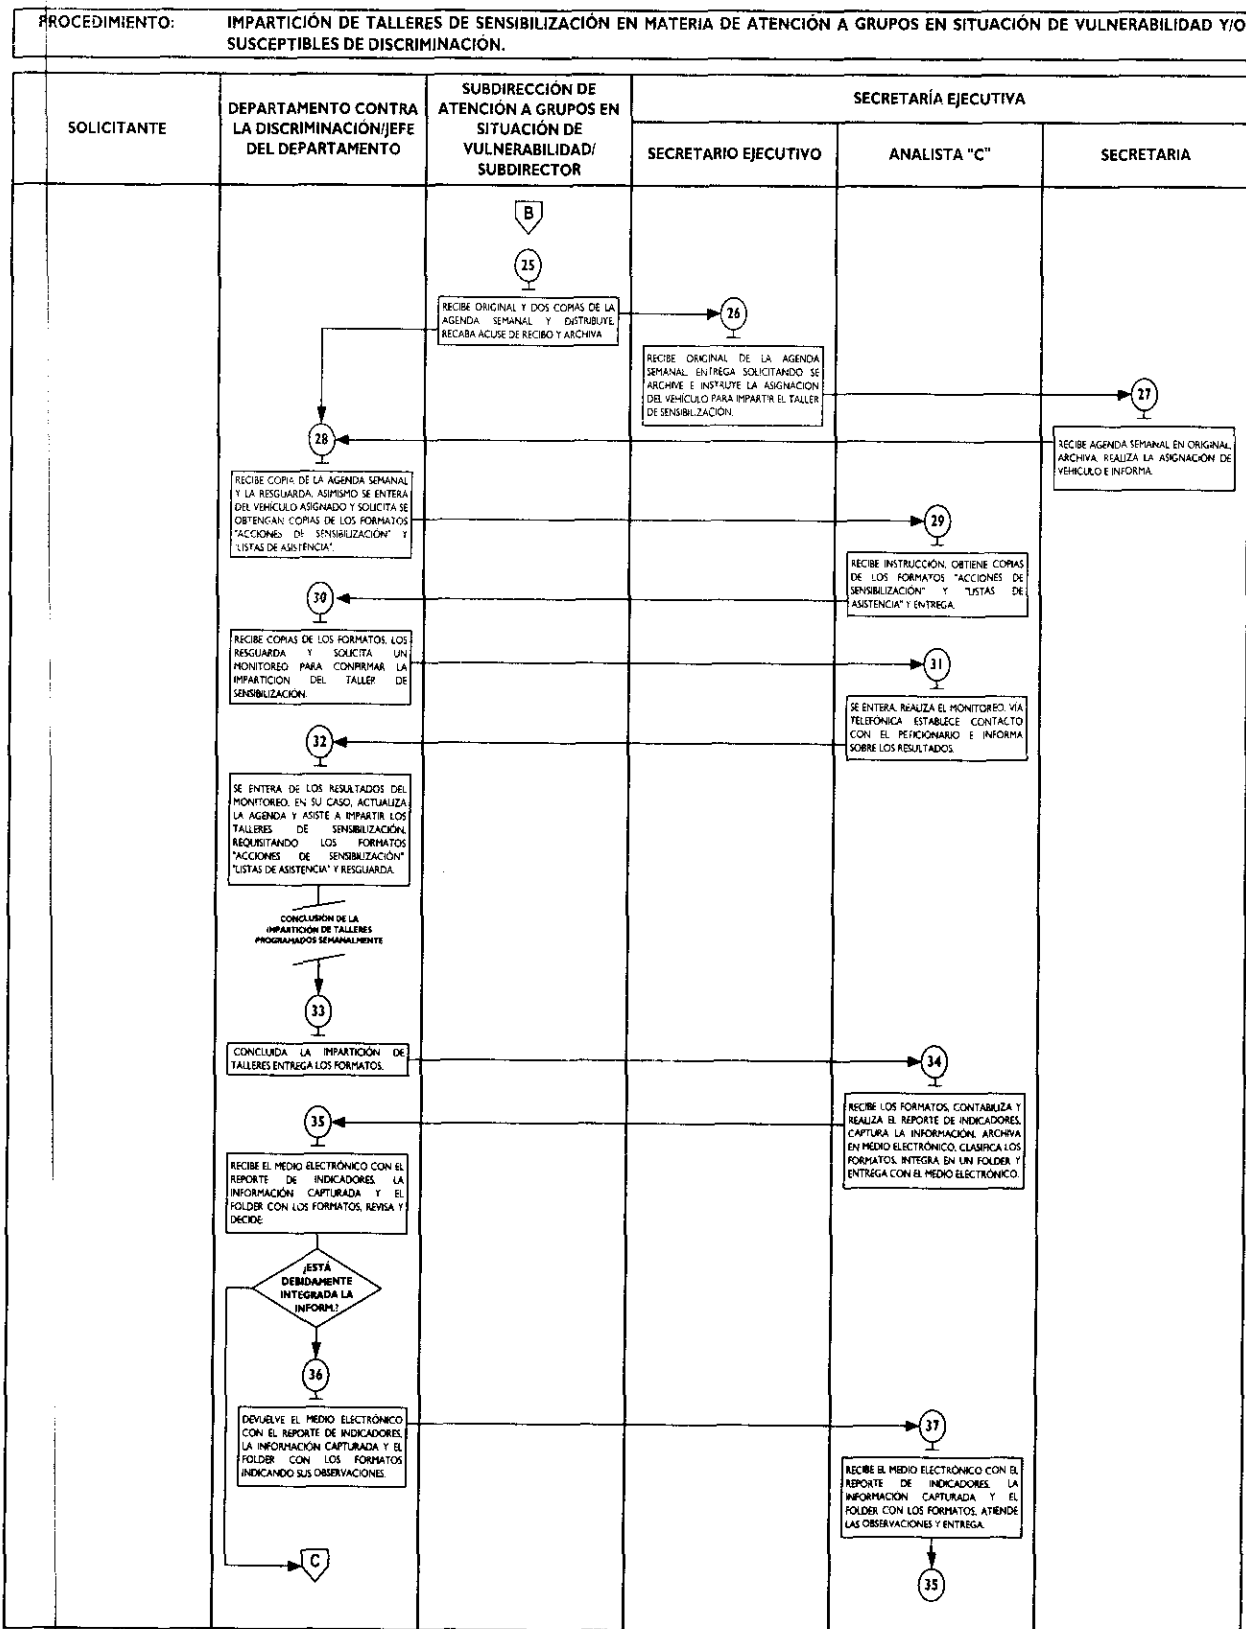 PROCEDIMIENTO: IMPARTICIÓN DE TALLERES DE SENSIBILIZACIÓN EN MATERIA DE ATENCIÓN A GRUPOS EN SITUACIÓN DE VULNERABILIDAD Y/O
SUSCEPTIBLES DE DISCRIMINACIÓN.
SOLICITANTE
DEPARTAMENTO CONTRA
LA DISCRIMINACIÓN/JEFE
DEL DEPARTAMENTO
SUBDIRECCIÓN DE
ATENCIÓN A GRUPOS EN
SITUACIÓN DE
VULNERABILIDAD/
SUBDIRECTOR
SECRETARÍA EJECUTIVA
SECRETARIO EJECUTIVO
ANALISTA "C"
SECRETARIA
B
25
RECIBE ORIGINAL Y DOS COPIAS DE LA
AGENDA SEMANAL Y DISTRIBUYE,
RECABA ACUSE DE RECIBO Y ARCHIVA
26
RECIBE ORIGINAL DE LA AGENDA
SEMANAL, ENTREGA SOLICITANDO SE
ARCHIVE E INSTRUYE LA ASIGNACION
DEL VEHÍCULO PARA IMPARTIR EL TALLER
DE SENSIBILIZACIÓN.
27
RECIBE AGENDA SEMANAL EN ORIGINAL,
ARCHIVA, REALIZA LA ASIGNACIÓN DE
VEHICULO E INFORMA.
28
RECIBE COPIA DE LA AGENDA SEMANAL
Y LA RESGUARDA, ASIMISMO SE ENTERA
DEL VEHÍCULO ASIGNADO Y SOLICITA SE
OBTENGAN COPIAS DE LOS FORMATOS
"ACCIONES DE SENSIBILIZACIÓN" Y
"LISTAS DE ASISTENCIA".
29
RECIBE INSTRUCCIÓN, OBTIENE COPIAS
DE LOS FORMATOS "ACCIONES DE
SENSIBILIZACIÓN" Y "LISTAS DE
ASISTENCIA" Y ENTREGA.
30
RECIBE COPIAS DE LOS FORMATOS, LOS
RESGUARDA Y SOLICITA UN
MONITOREO PARA CONFIRMAR LA
IMPARTICION DEL TALLER DE
SENSIBILIZACIÓN.
31
SE ENTERA, REALIZA EL MONITOREO, VÍA
TELEFÓNICA ESTABLECE CONTACTO
CON EL PETICIONARIO E INFORMA
SOBRE LOS RESULTADOS.
32
SE ENTERA DE LOS RESULTADOS DEL
MONITOREO, EN SU CASO, ACTUALIZA
LA AGENDA Y ASISTE A IMPARTIR LOS
TALLERES DE SENSIBILIZACIÓN,
REQUISITANDO LOS FORMATOS
"ACCIONES DE SENSIBILIZACIÓN"
"LISTAS DE ASISTENCIA" Y RESGUARDA.
CONCLUSIÓN DE LA
IMPARTICIÓN DE TALLERES
PROGRAMADOS SEMANALMENTE
33
CONCLUIDA LA IMPARTICIÓN DE
TALLERES ENTREGA LOS FORMATOS.
34
RECIBE LOS FORMATOS, CONTABILIZA Y
REALIZA EL REPORTE DE INDICADORES,
CAPTURA LA INFORMACIÓN, ARCHIVA
EN MEDIO ELECTRÓNICO, CLASIFICA LOS
FORMATOS, INTEGRA EN UN FOLDER Y
ENTREGA CON EL MEDIO ELECTRÓNICO.
35
RECIBE EL MEDIO ELECTRÓNICO CON EL
REPORTE DE INDICADORES, LA
INFORMACIÓN CAPTURADA Y EL
FOLDER CON LOS FORMATOS, REVISA Y
DECIDE:
¿ESTÁ
DEBIDAMENTE
INTEGRADA LA
INFORM.?
36
DEVUELVE EL MEDIO ELECTRÓNICO
CON EL REPORTE DE INDICADORES,
LA INFORMACIÓN CAPTURADA Y EL
FOLDER CON LOS FORMATOS
INDICANDO SUS OBSERVACIONES.
37
RECIBE EL MEDIO ELECTRÓNICO CON EL
REPORTE DE INDICADORES, LA
INFORMACIÓN CAPTURADA Y EL
FOLDER CON LOS FORMATOS, ATIENDE
LAS OBSERVACIONES Y ENTREGA.
C
35